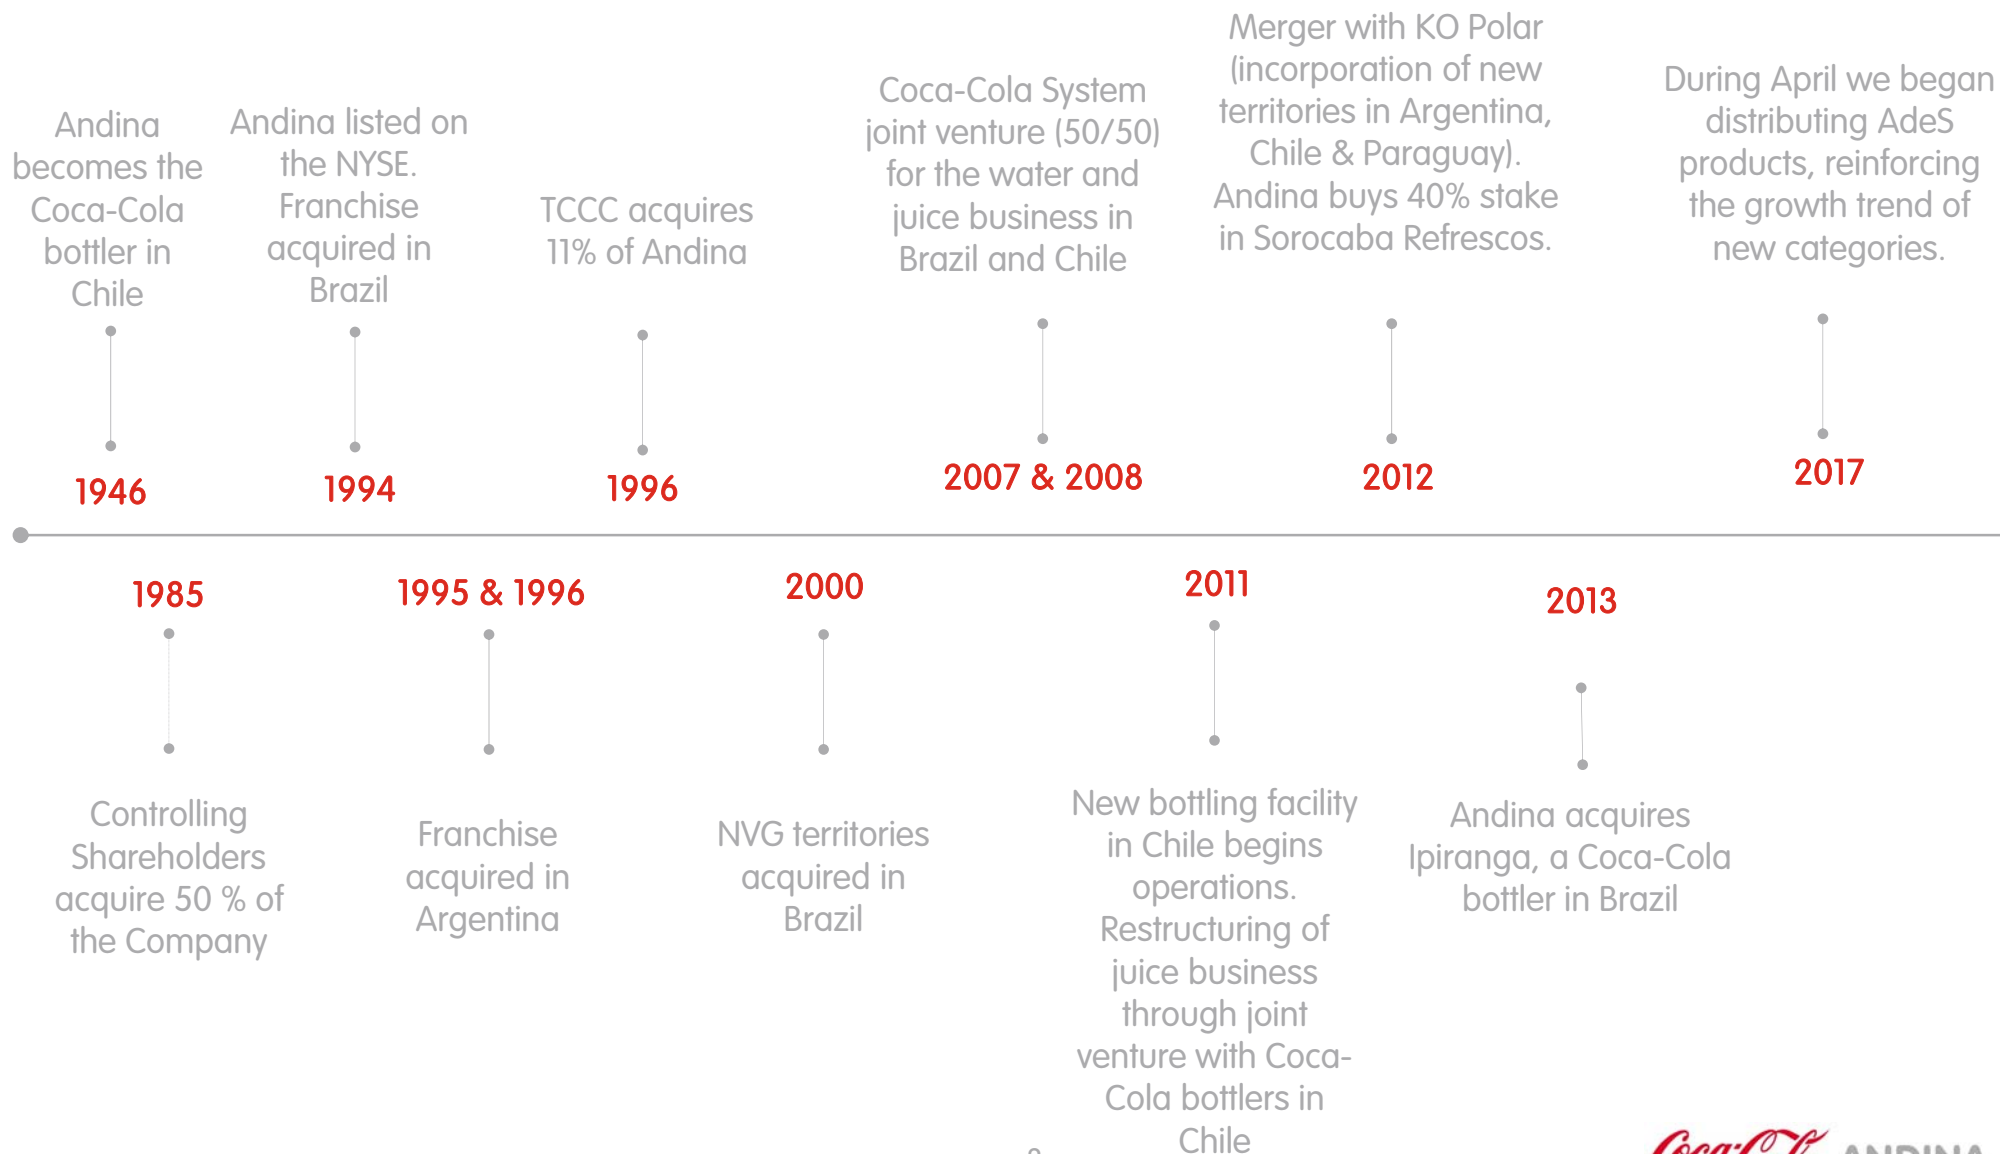 Andina
becomes the
Coca-Cola
bottler in
Chile
1946
Andina listed on
the NYSE.
Franchise
acquired in
Brazil
1994
TCCC acquires
11% of Andina
1996
Coca-Cola System
joint venture (50/50)
for the water and
juice business in
Brazil and Chile
2007 & 2008
Merger with KO Polar
(incorporation of new
territories in Argentina,
Chile & Paraguay).
Andina buys 40% stake
in Sorocaba Refrescos.
2012
During April we began
distributing AdeS
products, reinforcing
the growth trend of
new categories.
2017
1985
Controlling
Shareholders
acquire 50 % of
the Company
1995 & 1996
Franchise
acquired in
Argentina
2000
NVG territories
acquired in
Brazil
2011
New bottling facility
in Chile begins
operations.
Restructuring of
juice business
through joint
venture with Coca-
Cola bottlers in
Chile
2013
Andina acquires
Ipiranga, a Coca-Cola
bottler in Brazil
Coca-Cola ANDINA